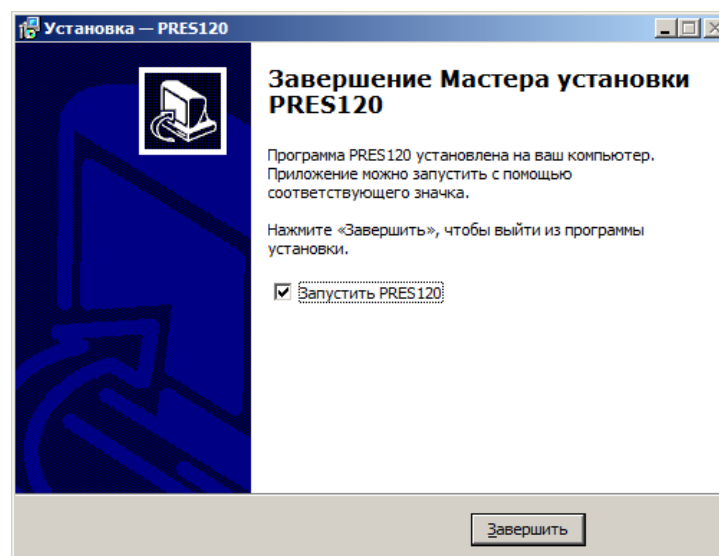 Установка — PRES120
Завершение Мастера установки
PRES120
Программа PRES120 установлена на ваш компьютер.
Приложение можно запустить с помощью
соответствующего значка.
Нажмите «Завершить», чтобы выйти из программы
установки.
Запустить PRES120
Завершить